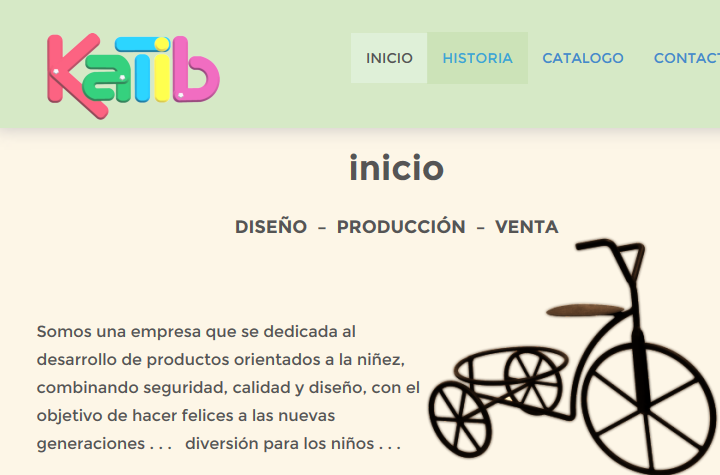 Katib
INICIO HISTORIA CATALOGO CONTACT
inicio
DISEÑO – PRODUCCIÓN – VENTA
Somos una empresa que se dedicada al
desarrollo de productos orientados a la niñez,
combinando seguridad, calidad y diseño, con el
objetivo de hacer felices a las nuevas
generaciones . . . diversión para los niños . . .